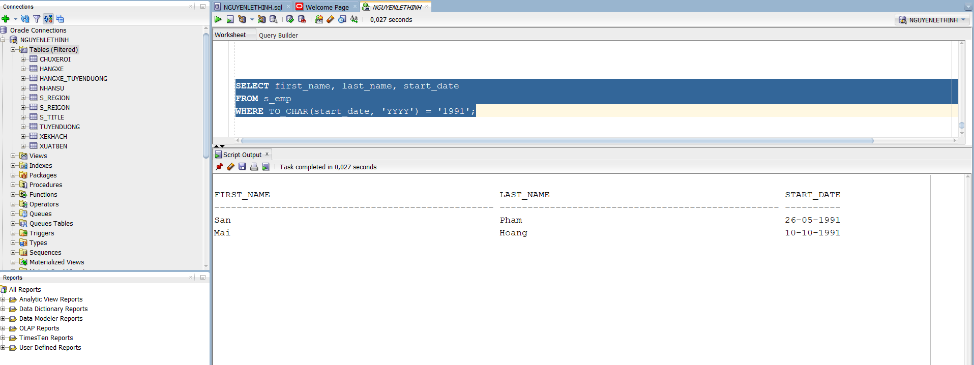 Connections
Oracle Connections
NGUYENLETHINH
Tables (Filtered)
CHUXEROI
HANGXE
HANGXE_TUYENDUONG
NHANSU
S_REGION
S_REIGON
S_TITLE
TUYENDUONG
XEKHACH
XUATBEN
Views
Indexes
Packages
Procedures
Functions
Operators
Queues
Queues Tables
Triggers
Types
Sequences
Materialized Views
Reports
All Reports
Analytic View Reports
Data Dictionary Reports
Data Modeler Reports
OLAP Reports
TimesTen Reports
User Defined Reports
NGUYENLETHINH.sql
Welcome Page
NGUYENLETHINH
0,027 seconds
NGUYENLETHINH
Worksheet
Query Builder
SELECT first_name, last_name, start_date
FROM s_emp
WHERE TO_CHAR(start_date, 'YYYY') = '1991';
Script Output
Task completed in 0,027 seconds
FIRST_NAME LAST_NAME START_DATE
San Pham 26-05-1991
Mai Hoang 10-10-1991